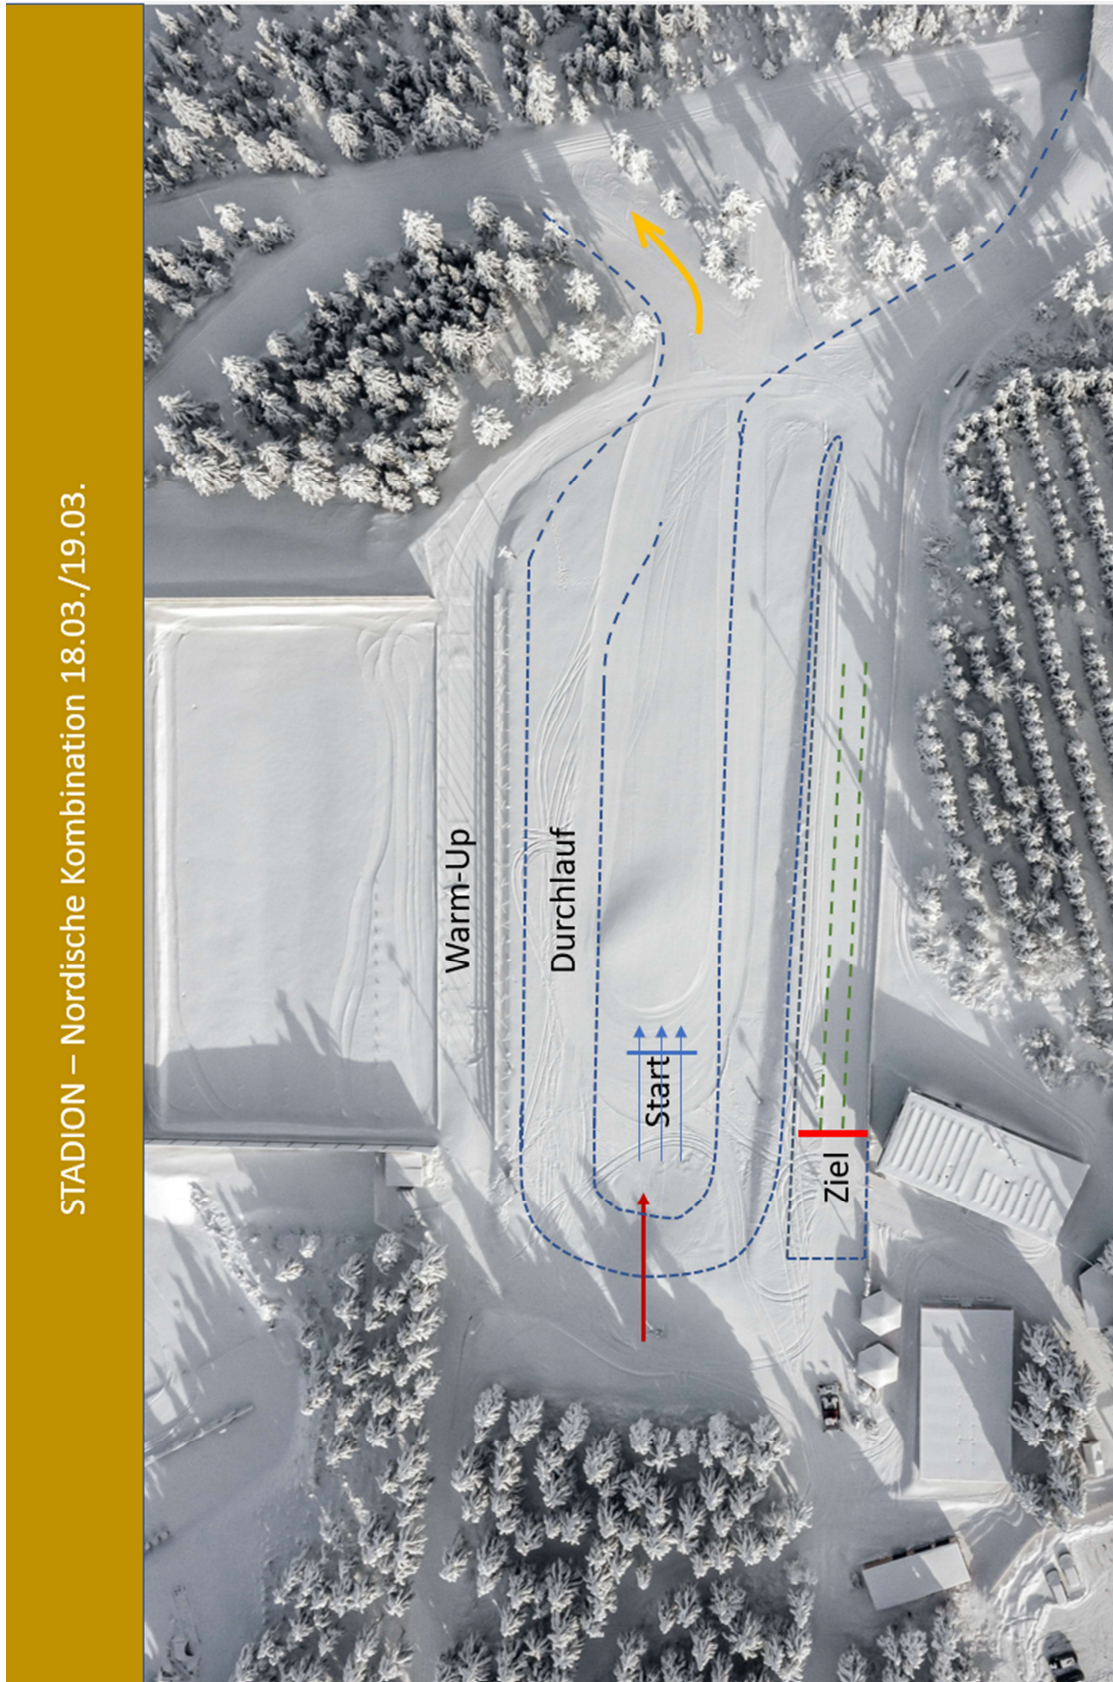 STADION – Nordische Kombination 18.03./19.03.
Warm-Up
Durchlauf
Start
Ziel